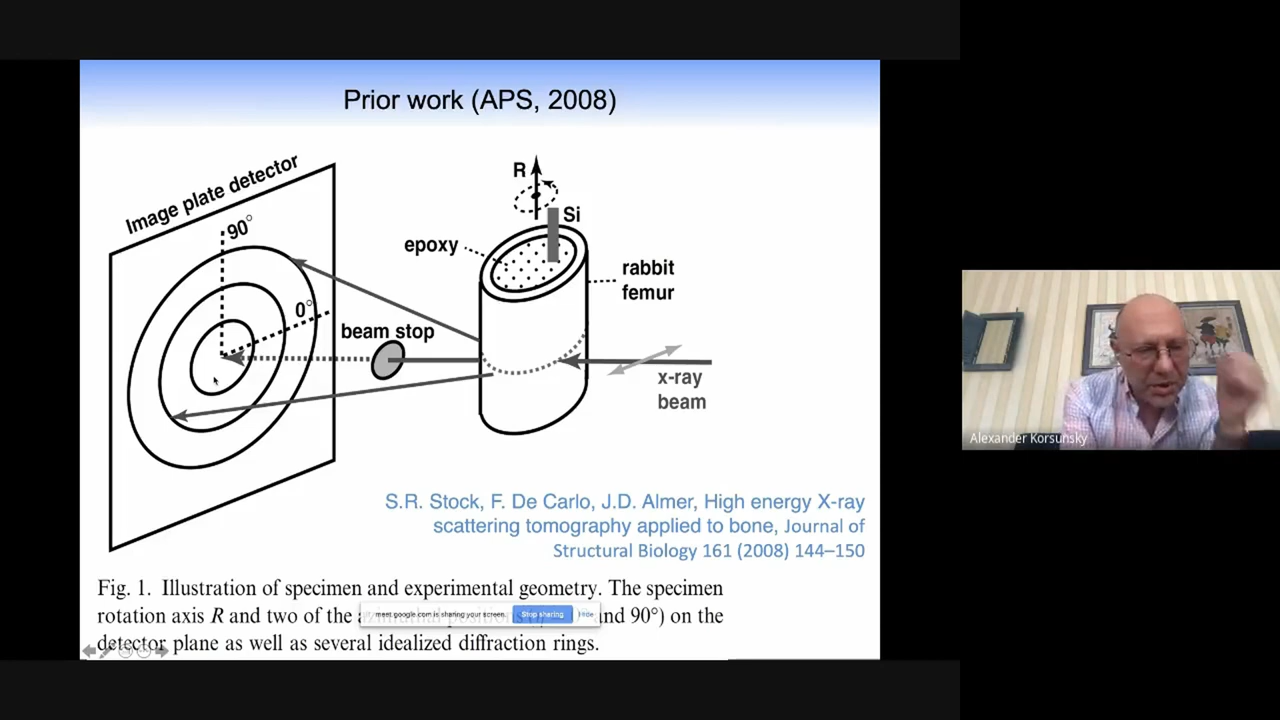 Prior work (APS, 2008)
Image plate detector
90°
0°
beam stop
R
Si
epoxy
rabbit
femur
x-ray
beam
S.R. Stock, F. De Carlo, J.D. Almer, High energy X-ray
scattering tomography applied to bone, Journal of
Structural Biology 161 (2008) 144–150
Fig. 1. Illustration of specimen and experimental geometry. The specimen
rotation axis R and two of the azimuthal positions and 90°) on the
detector plane as well as several idealized diffraction rings.
meet.google.com is sharing your screen.
Stop sharing
Hide
Alexander Korsunsky